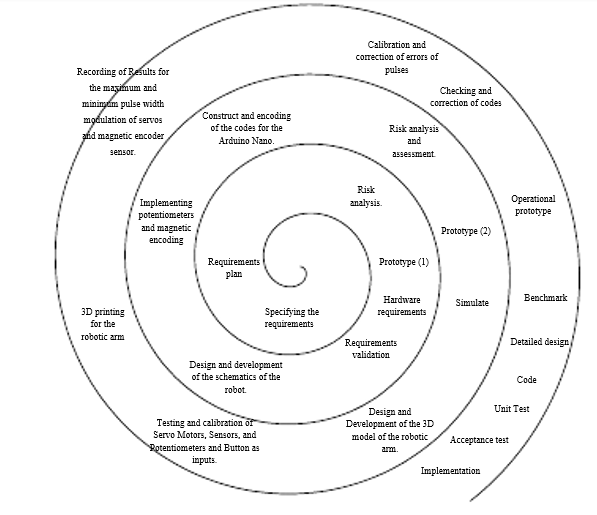 Calibration and
correction of errors of
pulses
Recording of Results for
the maximum and
minimum pulse width
modulation of servos
and magnetic encoder
sensor.
Checking and
correction of codes
Construct and encoding
of the codes for the
Arduino Nano.
Risk analysis
and
assessment.
Risk
analysis.
Implementing
potentiometers
and magnetic
encoding
Operational
prototype
Prototype (2)
Requirements
plan
Prototype (1)
Hardware
requirements
Simulate
Benchmark
3D printing
for the
robotic arm
Specifying the
requirements
Requirements
validation
Detailed design
Design and development
of the schematics of the
robot.
Code
Unit Test
Design and
Development of the 3D
model of the robotic
arm.
Testing and calibration of
Servo Motors, Sensors, and
Potentiometers and Button as
inputs.
Acceptance test
Implementation